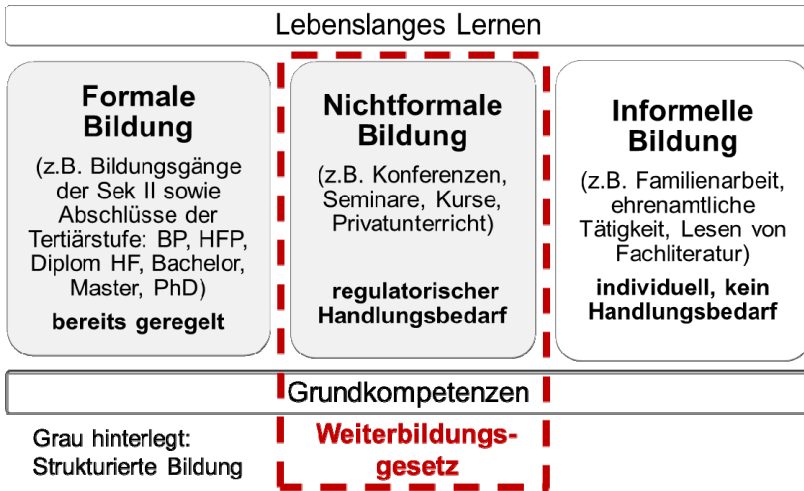 Lebenslanges Lernen
Formale
Bildung
(z.B. Bildungsgänge
der Sek II sowie
Abschlüsse der
Tertiärstufe: BP, HFP,
Diplom HF, Bachelor,
Master, PhD)
bereits geregelt
Nichtformale
Bildung
(z.B. Konferenzen,
Seminare, Kurse,
Privatunterricht)
regulatorischer
Handlungsbedarf
Informelle
Bildung
(z.B. Familienarbeit,
ehrenamtliche
Tätigkeit, Lesen von
Fachliteratur)
individuell, kein
Handlungsbedarf
Grundkompetenzen
Grau hinterlegt:
Strukturierte Bildung
Weiterbildungs-
gesetz